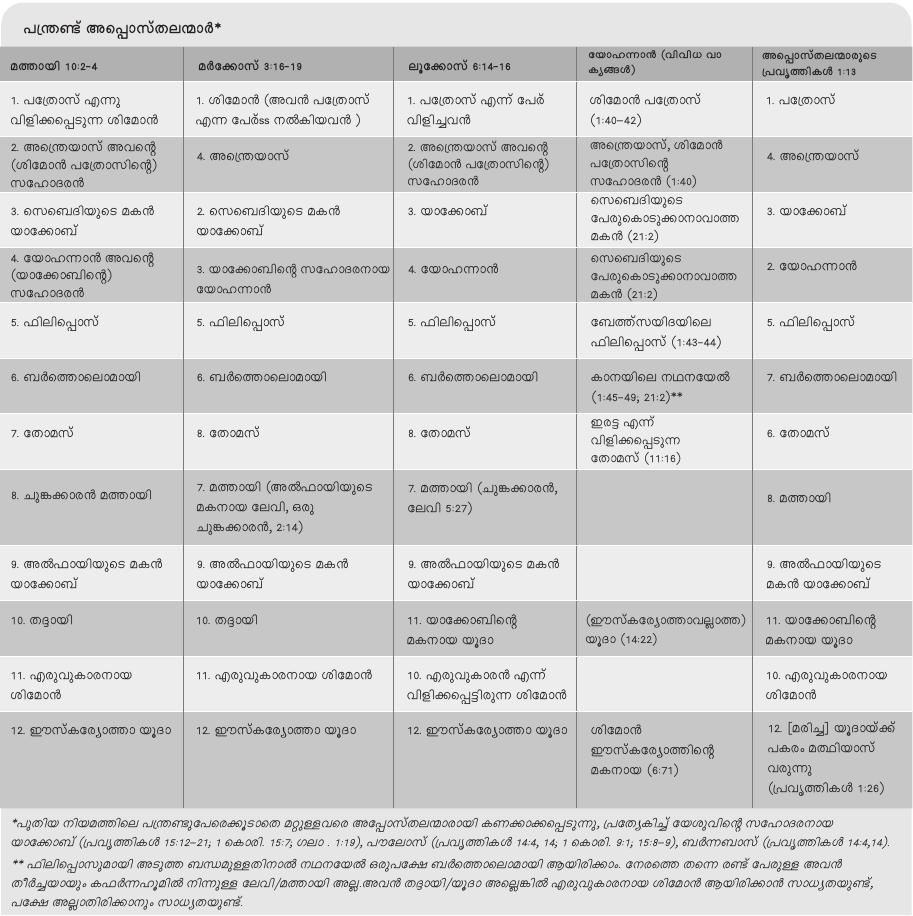 പന്ത്രണ്ട് അപ്പൊസ്തലന്മാർ*
മത്തായി 10:2-4
മർക്കോസ് 3:16-19
ലൂക്കോസ് 6:14-16
യോഹന്നാൻ (വിവിധ വാ
ക്യങ്ങൾ)
അപ്പൊസ്തലന്മാരുടെ
പ്രവൃത്തികൾ 1:13
1. പത്രോസ് എന്നു
വിളിക്കപ്പെടുന്ന ശിമോൻ
1. ശിമോൻ (അവൻ പത്രോസ്
എന്ന പേര്ss നൽകിയവൻ )
1. പത്രോസ് എന്ന് പേര്
വിളിച്ചവൻ
ശിമോൻ പത്രോസ്
(1:40-42)
1. പത്രോസ്
2. അന്ത്രെയാസ് അവന്റെ
(ശിമോൻ പത്രോസിന്റെ)
സഹോദരൻ
4. അന്ത്രെയാസ്
2. അന്ത്രെയാസ് അവന്റെ
(ശിമോൻ പത്രോസിന്റെ)
സഹോദരൻ
അന്ത്രെയാസ്, ശിമോൻ
പത്രോസിന്റെ
സഹോദരൻ (1:40)
4. അന്ത്രെയാസ്
3. സെബെദിയുടെ മകൻ
യാക്കോബ്
2. സെബെദിയുടെ മകൻ
യാക്കോബ്
3. യാക്കോബ്
സെബെദിയുടെ
പേരുകൊടുക്കാനാവാത്ത
മകൻ (21:2)
3. യാക്കോബ്
4. യോഹന്നാൻ അവന്റെ
(യാക്കോബിന്റെ)
സഹോദരൻ
3. യാക്കോബിന്റെ സഹോദരനായ
യോഹന്നാൻ
4. യോഹന്നാൻ
സെബെദിയുടെ
പേരുകൊടുക്കാനാവാത്ത
മകൻ (21:2)
2. യോഹന്നാൻ
5. ഫിലിപ്പൊസ്
5. ഫിലിപ്പൊസ്
5. ഫിലിപ്പൊസ്
ബേത്ത്സയിദയിലെ
ഫിലിപ്പൊസ് (1:43-44)
5. ഫിലിപ്പൊസ്
6. ബർത്തൊലൊമായി
6. ബർത്തൊലൊമായി
6. ബർത്തൊലൊമായി
കാനയിലെ നഥനയേൽ
(1:45-49; 21:2)**
7. ബർത്തൊലൊമായി
7. തോമസ്
8. തോമസ്
8. തോമസ്
ഇരട്ട എന്ന്
വിളിക്കപ്പെടുന്ന
തോമസ് (11:16)
6. തോമസ്
8. ചുങ്കക്കാരൻ മത്തായി
7. മത്തായി (അൽഫായിയുടെ
മകനായ ലേവി, ഒരു
ചുങ്കക്കാരൻ, 2:14)
7. മത്തായി (ചുങ്കക്കാരൻ,
ലേവി 5:27)
8. മത്തായി
9. അൽഫായിയുടെ മകൻ
യാക്കോബ്
9. അൽഫായിയുടെ മകൻ
യാക്കോബ്
9. അൽഫായിയുടെ മകൻ
യാക്കോബ്
9. അൽഫായിയുടെ
മകൻ യാക്കോബ്
10. തദ്ദായി
10. തദ്ദായി
11. യാക്കോബിന്റെ
മകനായ യൂദാ
(ഈസ്കര്യോത്താവല്ലാത്ത)
യൂദാ (14:22)
11. യാക്കോബിന്റെ
മകനായ യൂദാ
11. എരുവുകാരനായ
ശിമോൻ
11. എരുവുകാരനായ ശിമോൻ
10. എരുവുകാരൻ എന്ന്
വിളിക്കപ്പെട്ടിരുന്ന ശിമോൻ
10. എരുവുകാരനായ
ശിമോൻ
12. ഈസ്കര്യോത്താ യൂദാ
12. ഈസ്കര്യോത്താ യൂദാ
12. ഈസ്കര്യോത്താ യൂദാ
ശിമോൻ
ഈസ്കര്യോത്തിന്റെ
മകനായ (6:71)
12. [മരിച്ച] യൂദായ്ക്ക്
പകരം മത്ഥിയാസ്
വരുന്നു
(പ്രവൃത്തികൾ 1:26)
*പുതിയ നിയമത്തിലെ പന്ത്രണ്ടുപേരെക്കൂടാതെ മറ്റുള്ളവരെ അപ്പോസ്തലന്മാരായി കണക്കാക്കപ്പെടുന്നു, പ്രത്യേകിച്ച് യേശുവിന്റെ സഹോദരനായ
യാക്കോബ് (പ്രവൃത്തികൾ 15:12-21; 1 കൊരി. 15:7; ഗലാ . 1:19), പൗലോസ് (പ്രവൃത്തികൾ 14:4, 14; 1 കൊരി. 9:1; 15:8-9), ബർന്നബാസ് (പ്രവൃത്തികൾ 14:4,14).
** ഫിലിപ്പോസുമായി അടുത്ത ബന്ധമുള്ളതിനാൽ നഥനയേൽ ഒരുപക്ഷേ ബർത്തൊലൊമായി ആയിരിക്കാം. നേരത്തെ തന്നെ രണ്ട് പേരുള്ള അവൻ
തീർച്ചയായും കഫർന്നഹൂമിൽ നിന്നുള്ള ലേവി/മത്തായി അല്ല.അവൻ തദ്ദായി/യൂദാ അല്ലെങ്കിൽ എരുവുകാരനായ ശിമോൻ ആയിരിക്കാൻ സാധ്യതയുണ്ട്,
പക്ഷേ അല്ലാതിരിക്കാനും സാധ്യതയുണ്ട്.